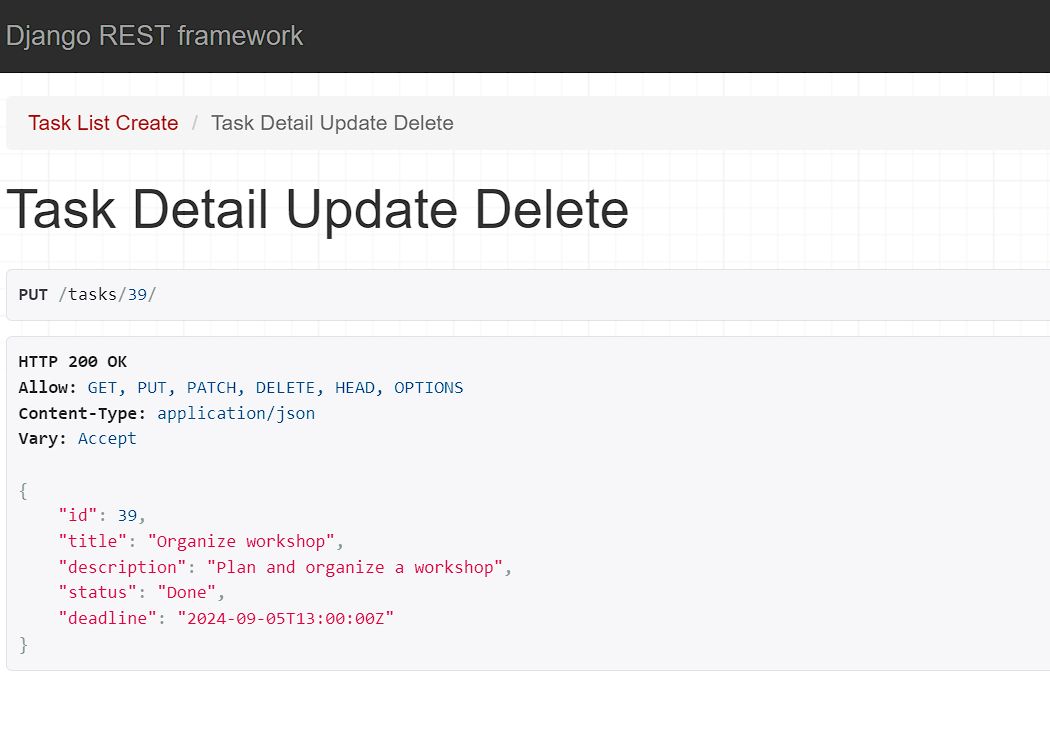 Django REST framework
Task List Create / Task Detail Update Delete
Task Detail Update Delete
PUT /tasks/39/
HTTP 200 OK
Allow: GET, PUT, PATCH, DELETE, HEAD, OPTIONS
Content-Type: application/json
Vary: Accept
{
    "id": 39,
    "title": "Organize workshop",
    "description": "Plan and organize a workshop",
    "status": "Done",
    "deadline": "2024-09-05T13:00:00Z"
}